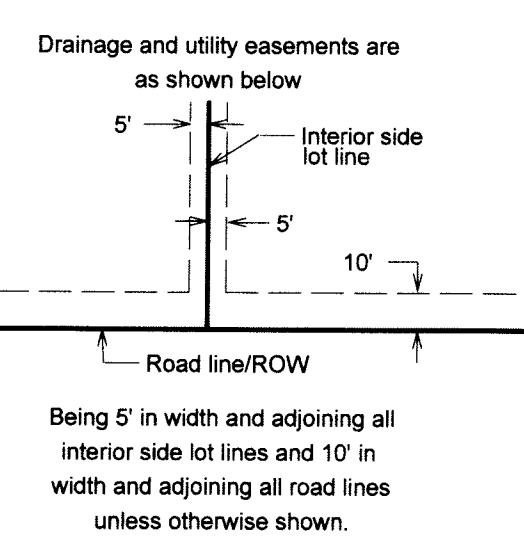 Drainage and utility easements are
as shown below
5'
Interior side
lot line
5'
10'
Road line/ROW
Being 5' in width and adjoining all
interior side lot lines and 10' in
width and adjoining all road lines
unless otherwise shown.